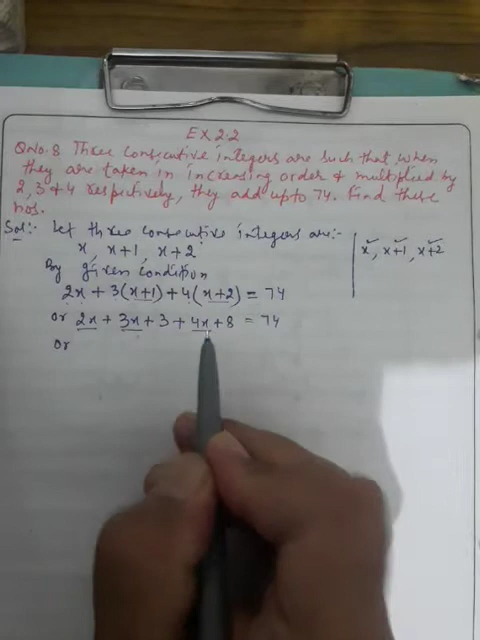 EX 2.2
QNo:8 Three consecutive integers are such that when
they are taken in increasing order & multiplied by
2, 3 & 4 respectively, they add up to 74. Find these
nos.
Sol:- Let three consecutive integers are:-
x, x+1, x+2
x, x+1, x+2
By given condition
2x + 3(x+1) + 4(x+2) = 74
or 2x + 3x + 3 + 4x + 8 = 74
or